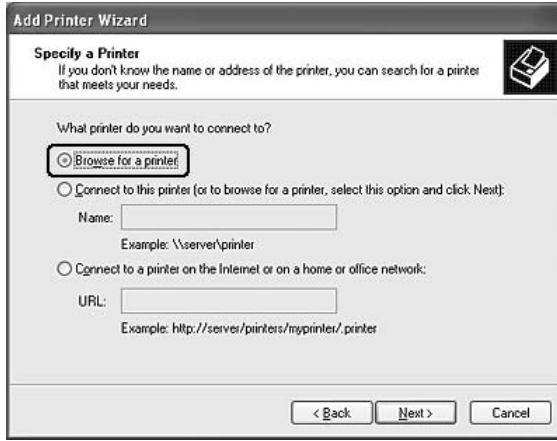 Add Printer Wizard
Specify a Printer
If you don't know the name or address of the printer, you can search for a printer
that meets your needs.
What printer do you want to connect to?
Browse for a printer
Connect to this printer (or to browse for a printer, select this option and click Next):
Name:
Example: \\server\printer
Connect to a printer on the Internet or on a home or office network:
URL:
Example: http://server/printers/myprinter/.printer
< Back Next > Cancel